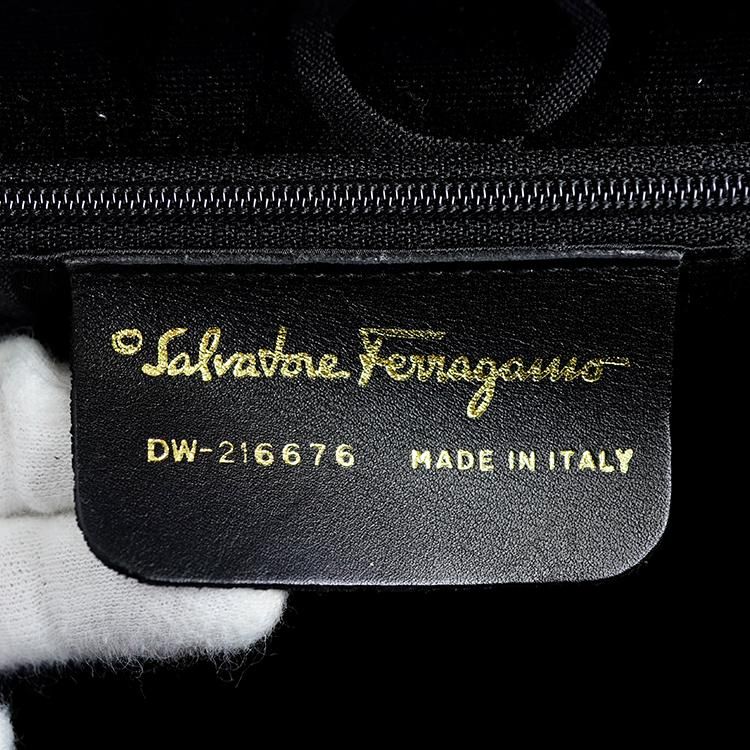 © Salvatore Ferragamo
DW-216676 MADE IN ITALY